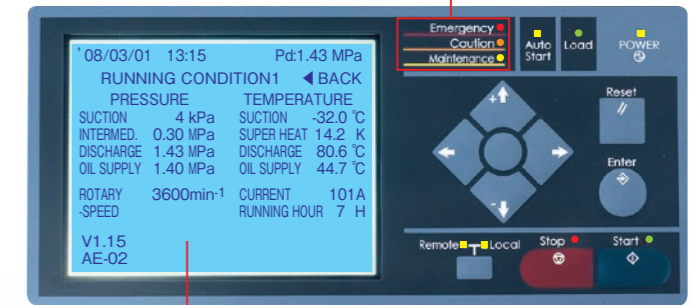 '08/03/01 13:15 Pd:1.43 MPa
RUNNING CONDITION1 ◀BACK
PRESSURE TEMPERATURE
SUCTION 4 kPa SUCTION -32.0 ℃
INTERMED. 0.30 MPa SUPER HEAT 14.2 K
DISCHARGE 1.43 MPa DISCHARGE 80.6 ℃
OIL SUPPLY 1.40 MPa OIL SUPPLY 44.7 ℃
ROTARY 3600min-1 CURRENT 101A
-SPEED RUNNING HOUR 7 H
V1.15
AE-02
Emergency
Caution
Maintenance
Auto
Start
Load
POWER
+
-
Reset
Enter
Remote Local
Stop
Start